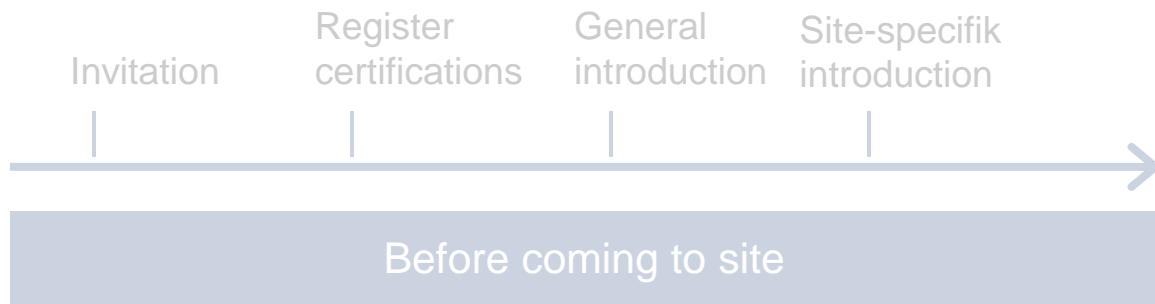 Invitation
Register
certifications
General
introduction
Site-specifik
introduction
Before coming to site